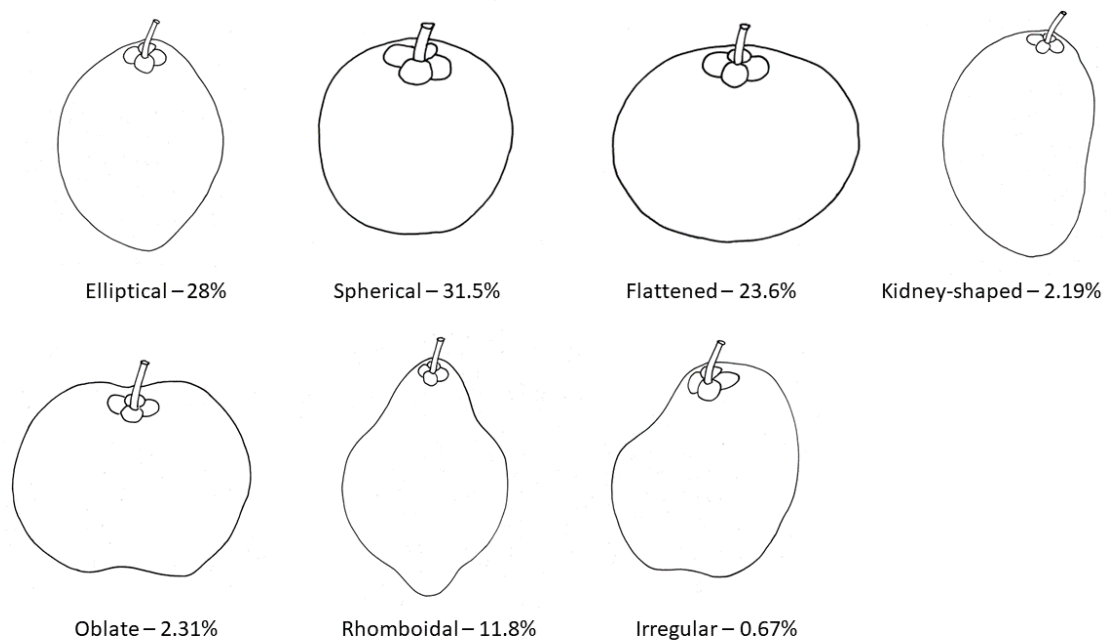 Elliptical – 28%
Spherical – 31.5%
Flattened – 23.6%
Kidney-shaped – 2.19%
Oblate – 2.31%
Rhomboidal – 11.8%
Irregular – 0.67%